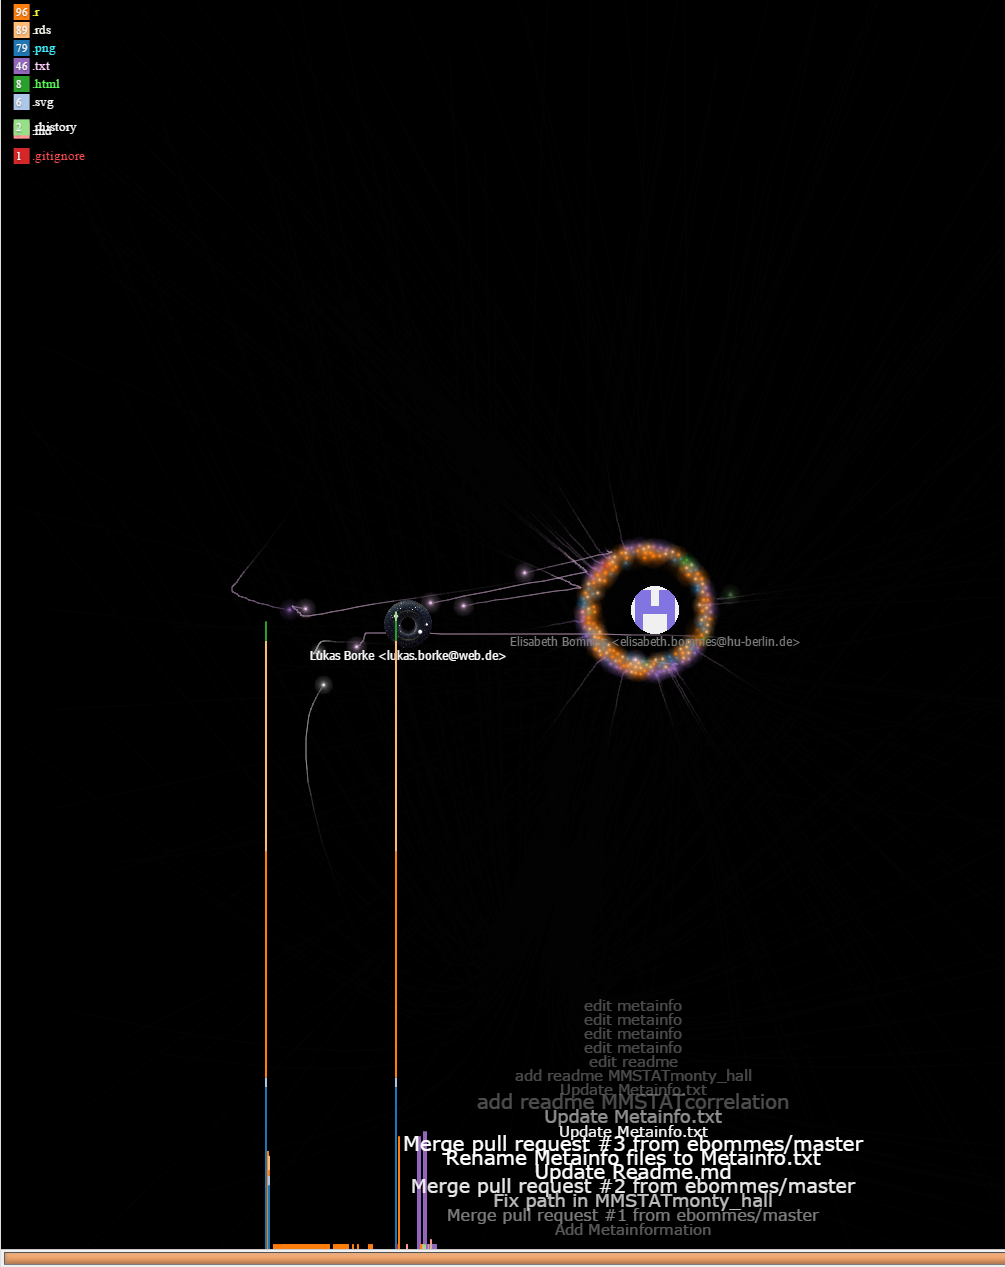 96 .r
89 .rds
79 .png
46 .txt
8 .html
6 .svg
2 .rhistory
.md
1 .gitignore
Elisabeth Bommes <elisabeth.bommes@hu-berlin.de>
Lukas Borke <lukas.borke@web.de>
edit metainfo
edit metainfo
edit metainfo
edit metainfo
edit readme
add readme MMSTATmonty_hall
Update Metainfo.txt
add readme MMSTATcorrelation
Update Metainfo.txt
Update Metainfo.txt
Merge pull request #3 from ebommes/master
Rename Metainfo files to Metainfo.txt
Update Readme.md
Merge pull request #2 from ebommes/master
Fix path in MMSTATmonty_hall
Merge pull request #1 from ebommes/master
Add Metainformation